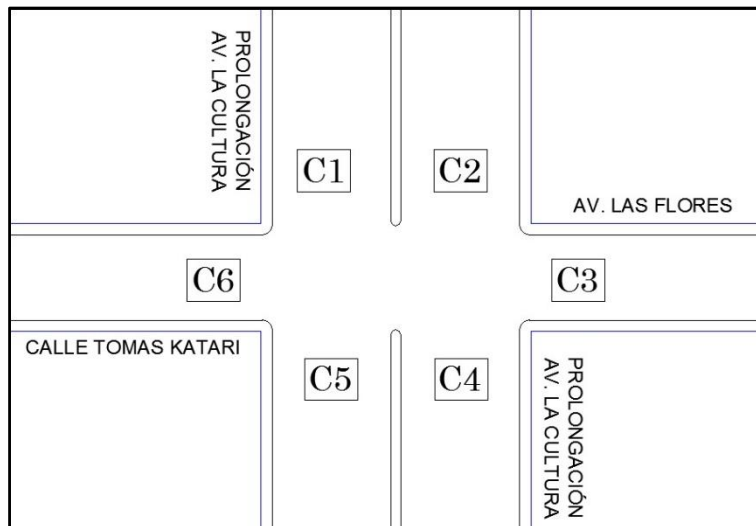 PROLONGACIÓN
AV. LA CULTURA
C1
C2
AV. LAS FLORES
C6
C3
CALLE TOMAS KATARI
C5
C4
PROLONGACIÓN
AV. LA CULTURA